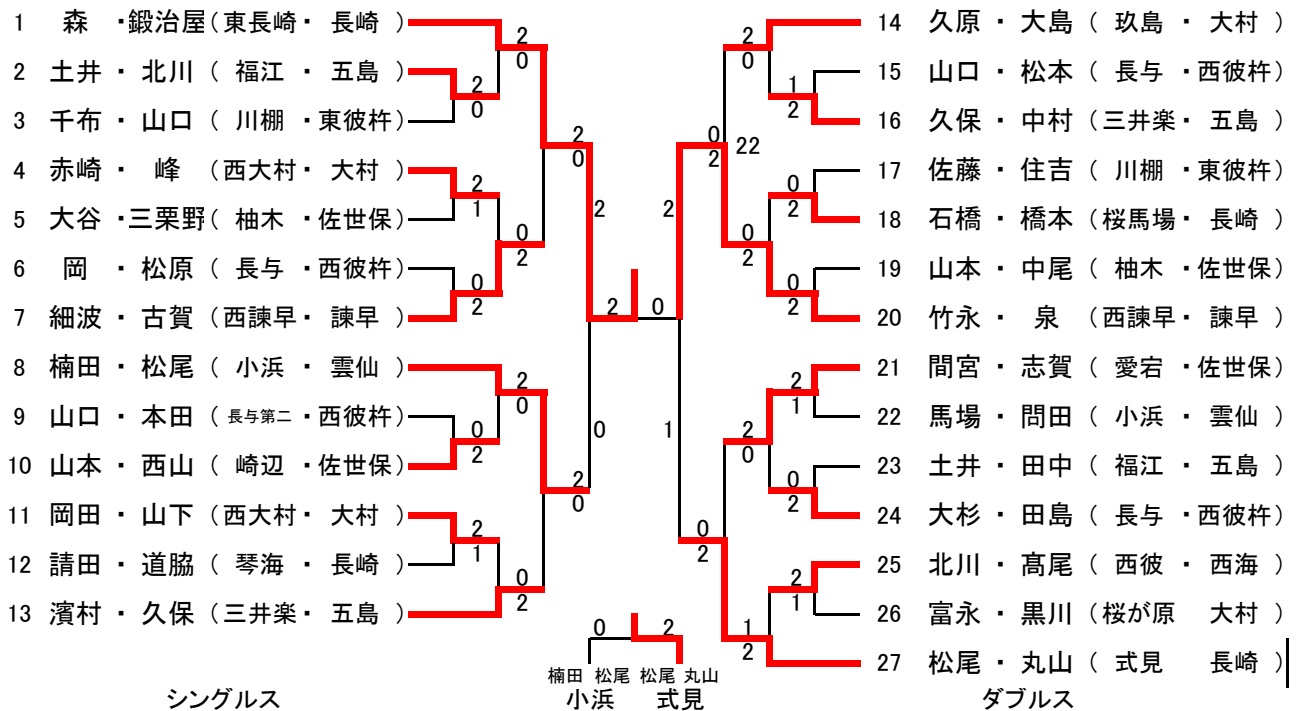 1 森 ・鍛治屋(東長崎・ 長崎 )
2 土井 ・ 北川 ( 福江 ・ 五島 )
3 千布 ・ 山口 ( 川棚 ・東彼杵)
4 赤崎・ 峰 (西大村・ 大村 )
5 大谷 ・三栗野( 柚木 ・佐世保)
6 岡 ・ 松原 ( 長与 ・西彼杵)
7 細波 ・ 古賀 (西諫早・ 諫早 )
8 楠田 ・ 松尾 ( 小浜 ・ 雲仙 )
9 山口 ・ 本田 ( 長与第二 ・西彼杵)
10 山本 ・ 西山 ( 崎辺 ・佐世保)
11 岡田 ・ 山下 (西大村・ 大村 )
12 請田 ・ 道脇 ( 琴海 ・ 長崎 )
13 濱村 ・ 久保 (三井楽・ 五島 )
2
0
2
0
2
0
2
1
0
2
0
2
2
0
0
2
2
0
2
1
0
2
2
0
2 0
2
1
0 2
楠田 松尾 松尾 丸山
小浜 式見
2
0
1
2
0
2
22
0
2
0
2
0
2
2
1
2
0
0
2
0
2
2
1
1
2
14 久原 ・ 大島 ( 玖島 ・ 大村 )
15 山口 ・ 松本 ( 長与 ・西彼杵)
16 久保 ・ 中村 (三井楽・ 五島 )
17 佐藤 ・ 住吉 ( 川棚 ・東彼杵)
18 石橋 ・ 橋本 (桜馬場・ 長崎 )
19 山本 ・ 中尾 ( 柚木 ・佐世保)
20 竹永 ・ 泉 (西諫早・ 諫早 )
21 間宮 ・ 志賀 ( 愛宕 ・佐世保)
22 馬場 ・ 問田 ( 小浜 ・ 雲仙 )
23 土井 ・ 田中 ( 福江 ・ 五島 )
24 大杉 ・ 田島 ( 長与 ・西彼杵)
25 北川 ・ 髙尾 ( 西彼 ・ 西海 )
26 富永 ・ 黒川 (桜が原 大村 )
27 松尾 ・ 丸山 ( 式見 長崎 )
シングルス
ダブルス